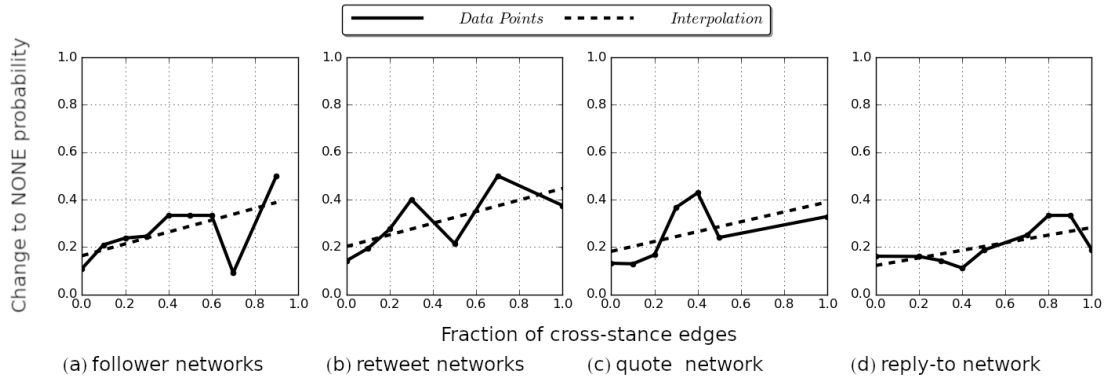 Data Points Interpolation
Change to NONE probability
1.0 1.0 1.0 1.0
0.8 0.8 0.8 0.8
0.6 0.6 0.6 0.6
0.4 0.4 0.4 0.4
0.2 0.2 0.2 0.2
0.0 0.0 0.0 0.0
0.0 0.2 0.4 0.6 0.8 1.0 0.0 0.2 0.4 0.6 0.8 1.0 0.0 0.2 0.4 0.6 0.8 1.0 0.0 0.2 0.4 0.6 0.8 1.0
Fraction of cross-stance edges
(a) follower networks (b) retweet networks (c) quote network (d) reply-to network